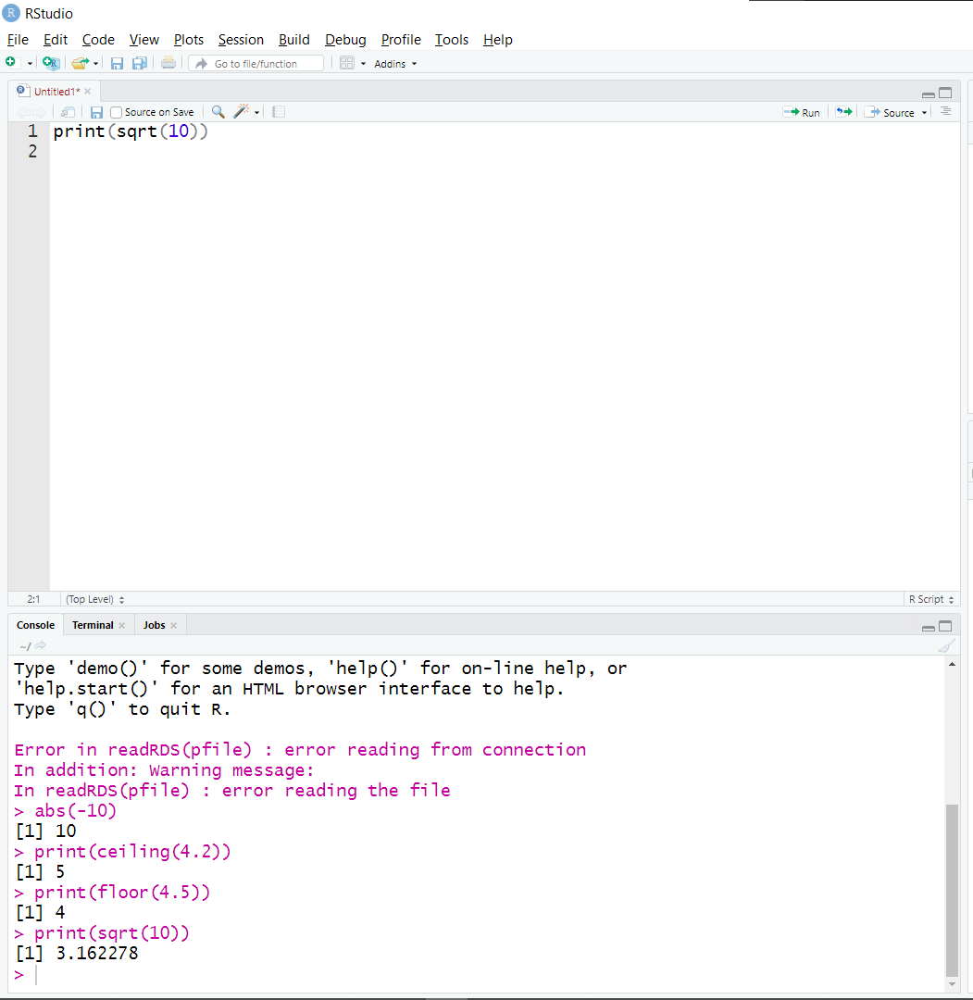 RStudio
File Edit Code View Plots Session Build Debug Profile Tools Help
Go to file/function Addins
Untitled1*
Source on Save Run Source
1 print(sqrt(10))
2
2:1 (Top Level) R Script
Console Terminal Jobs
~/
Type 'demo()' for some demos, 'help()' for on-line help, or
'help.start()' for an HTML browser interface to help.
Type 'q()' to quit R.
Error in readRDS(pfile) : error reading from connection
In addition: Warning message:
In readRDS(pfile) : error reading the file
> abs(-10)
[1] 10
> print(ceiling(4.2))
[1] 5
> print(floor(4.5))
[1] 4
> print(sqrt(10))
[1] 3.162278
>